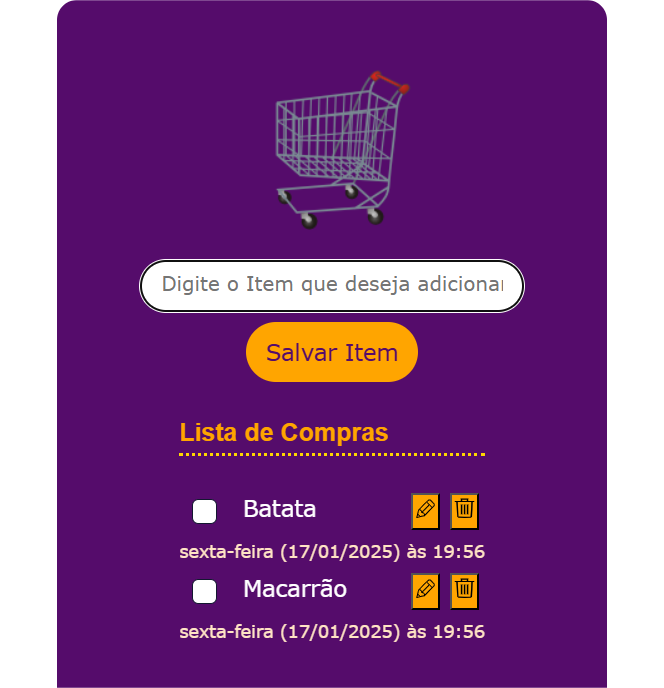 Digite o Item que deseja adicionar
Salvar Item
Lista de Compras
Batata
sexta-feira (17/01/2025) às 19:56
Macarrão
sexta-feira (17/01/2025) às 19:56